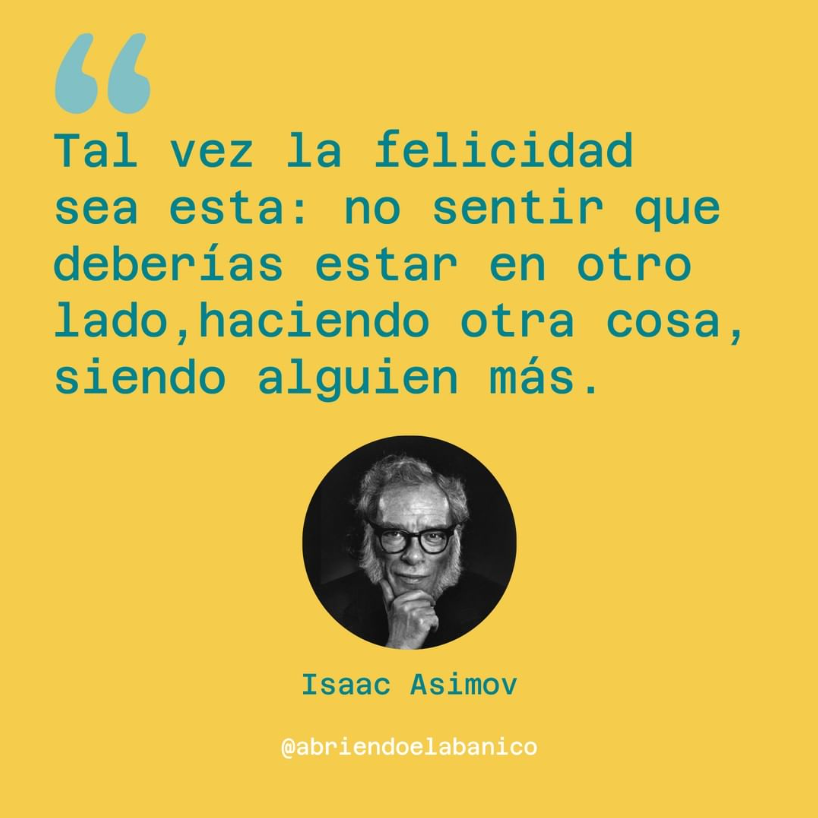 Tal vez la felicidad
sea esta: no sentir que
deberías estar en otro
lado,haciendo otra cosa,
siendo alguien más.
Isaac Asimov
@abriendoelabanico